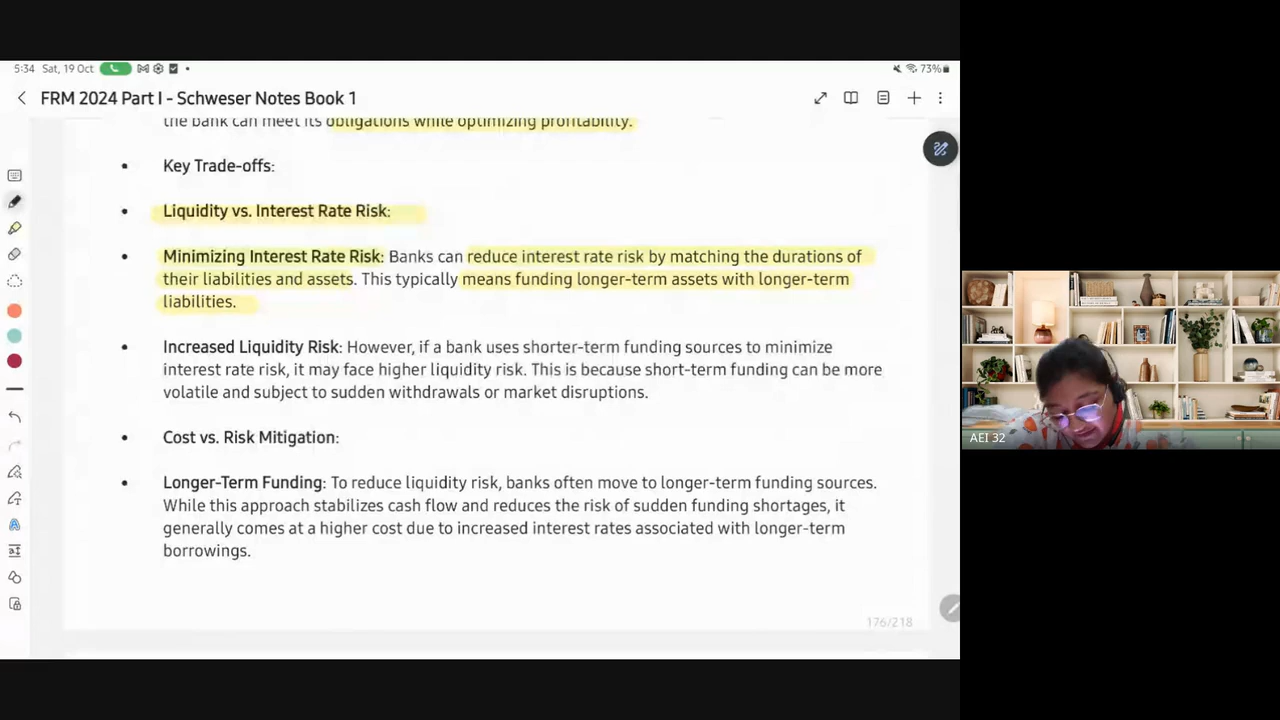 5:34 Sat, 19 Oct
73%
FRM 2024 Part I - Schweser Notes Book 1
the bank can meet its obligations while optimizing profitability.
• Key Trade-offs:
• Liquidity vs. Interest Rate Risk:
• Minimizing Interest Rate Risk: Banks can reduce interest rate risk by matching the durations of
their liabilities and assets. This typically means funding longer-term assets with longer-term
liabilities.
• Increased Liquidity Risk: However, if a bank uses shorter-term funding sources to minimize
interest rate risk, it may face higher liquidity risk. This is because short-term funding can be more
volatile and subject to sudden withdrawals or market disruptions.
• Cost vs. Risk Mitigation:
• Longer-Term Funding: To reduce liquidity risk, banks often move to longer-term funding sources.
While this approach stabilizes cash flow and reduces the risk of sudden funding shortages, it
generally comes at a higher cost due to increased interest rates associated with longer-term
borrowings.
176/218
AEI 32